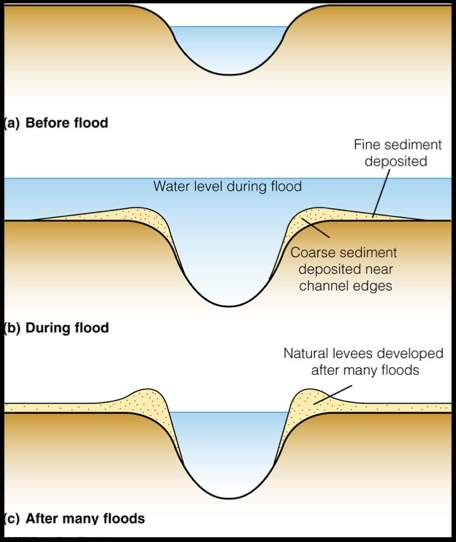 (a) Before flood
Fine sediment
deposited
Water level during flood
Coarse sediment
deposited near
channel edges
(b) During flood
Natural levees developed
after many floods
(c) After many floods